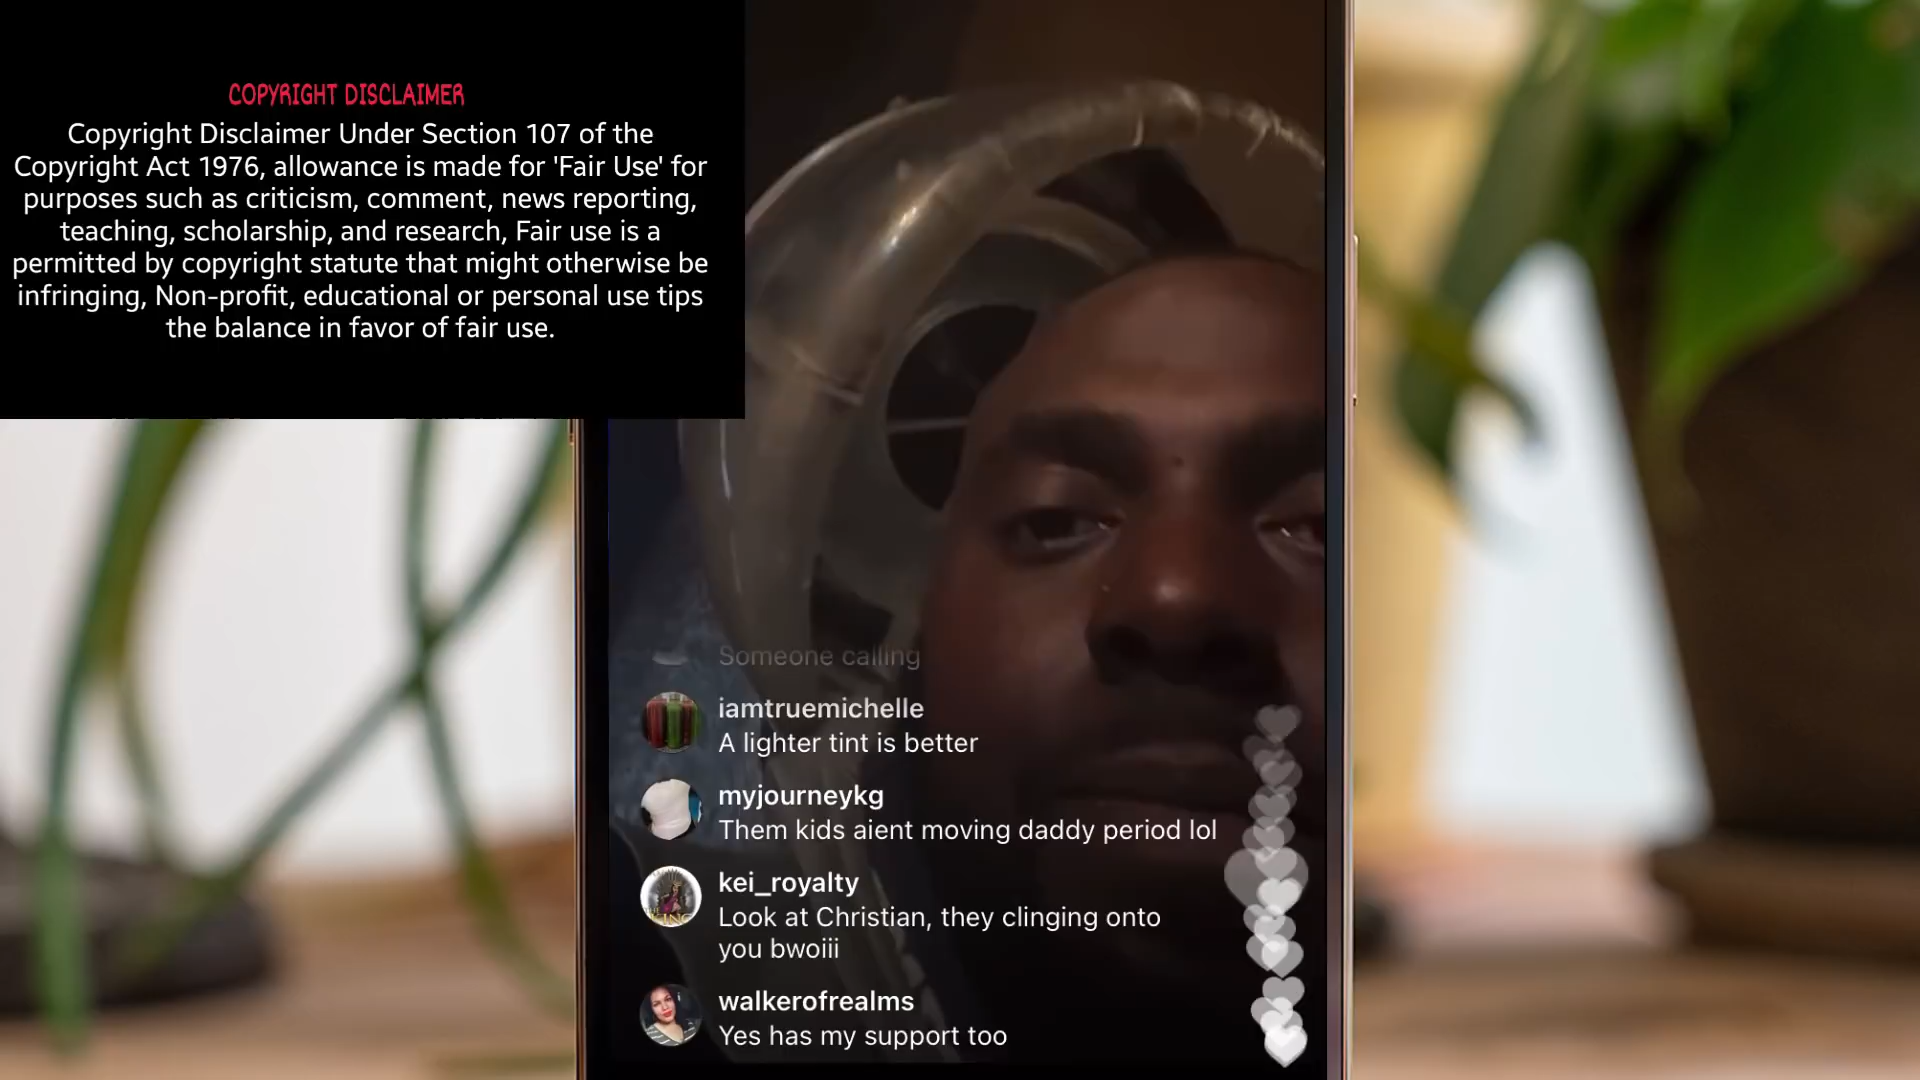 COPYRIGHT DISCLAIMER
Copyright Disclaimer Under Section 107 of the
Copyright Act 1976, allowance is made for 'Fair Use' for
purposes such as criticism, comment, news reporting,
teaching, scholarship, and research, Fair use is a
permitted by copyright statute that might otherwise be
infringing, Non-profit, educational or personal use tips
the balance in favor of fair use.
Someone calling
iamtruemichelle
A lighter tint is better
myjourneykg
Them kids aient moving daddy period lol
kei_royalty
Look at Christian, they clinging onto
you bwoiii
walkerofrealms
Yes has my support too